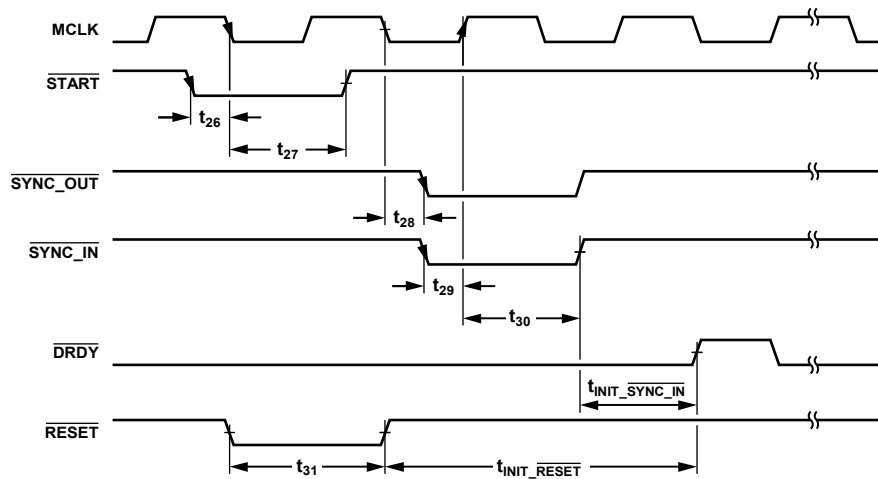 MCLK
START
t26
t27
SYNC_OUT
t28
SYNC_IN
t29
t30
DRDY
tINIT_SYNC_IN
RESET
t31
tINIT_RESET